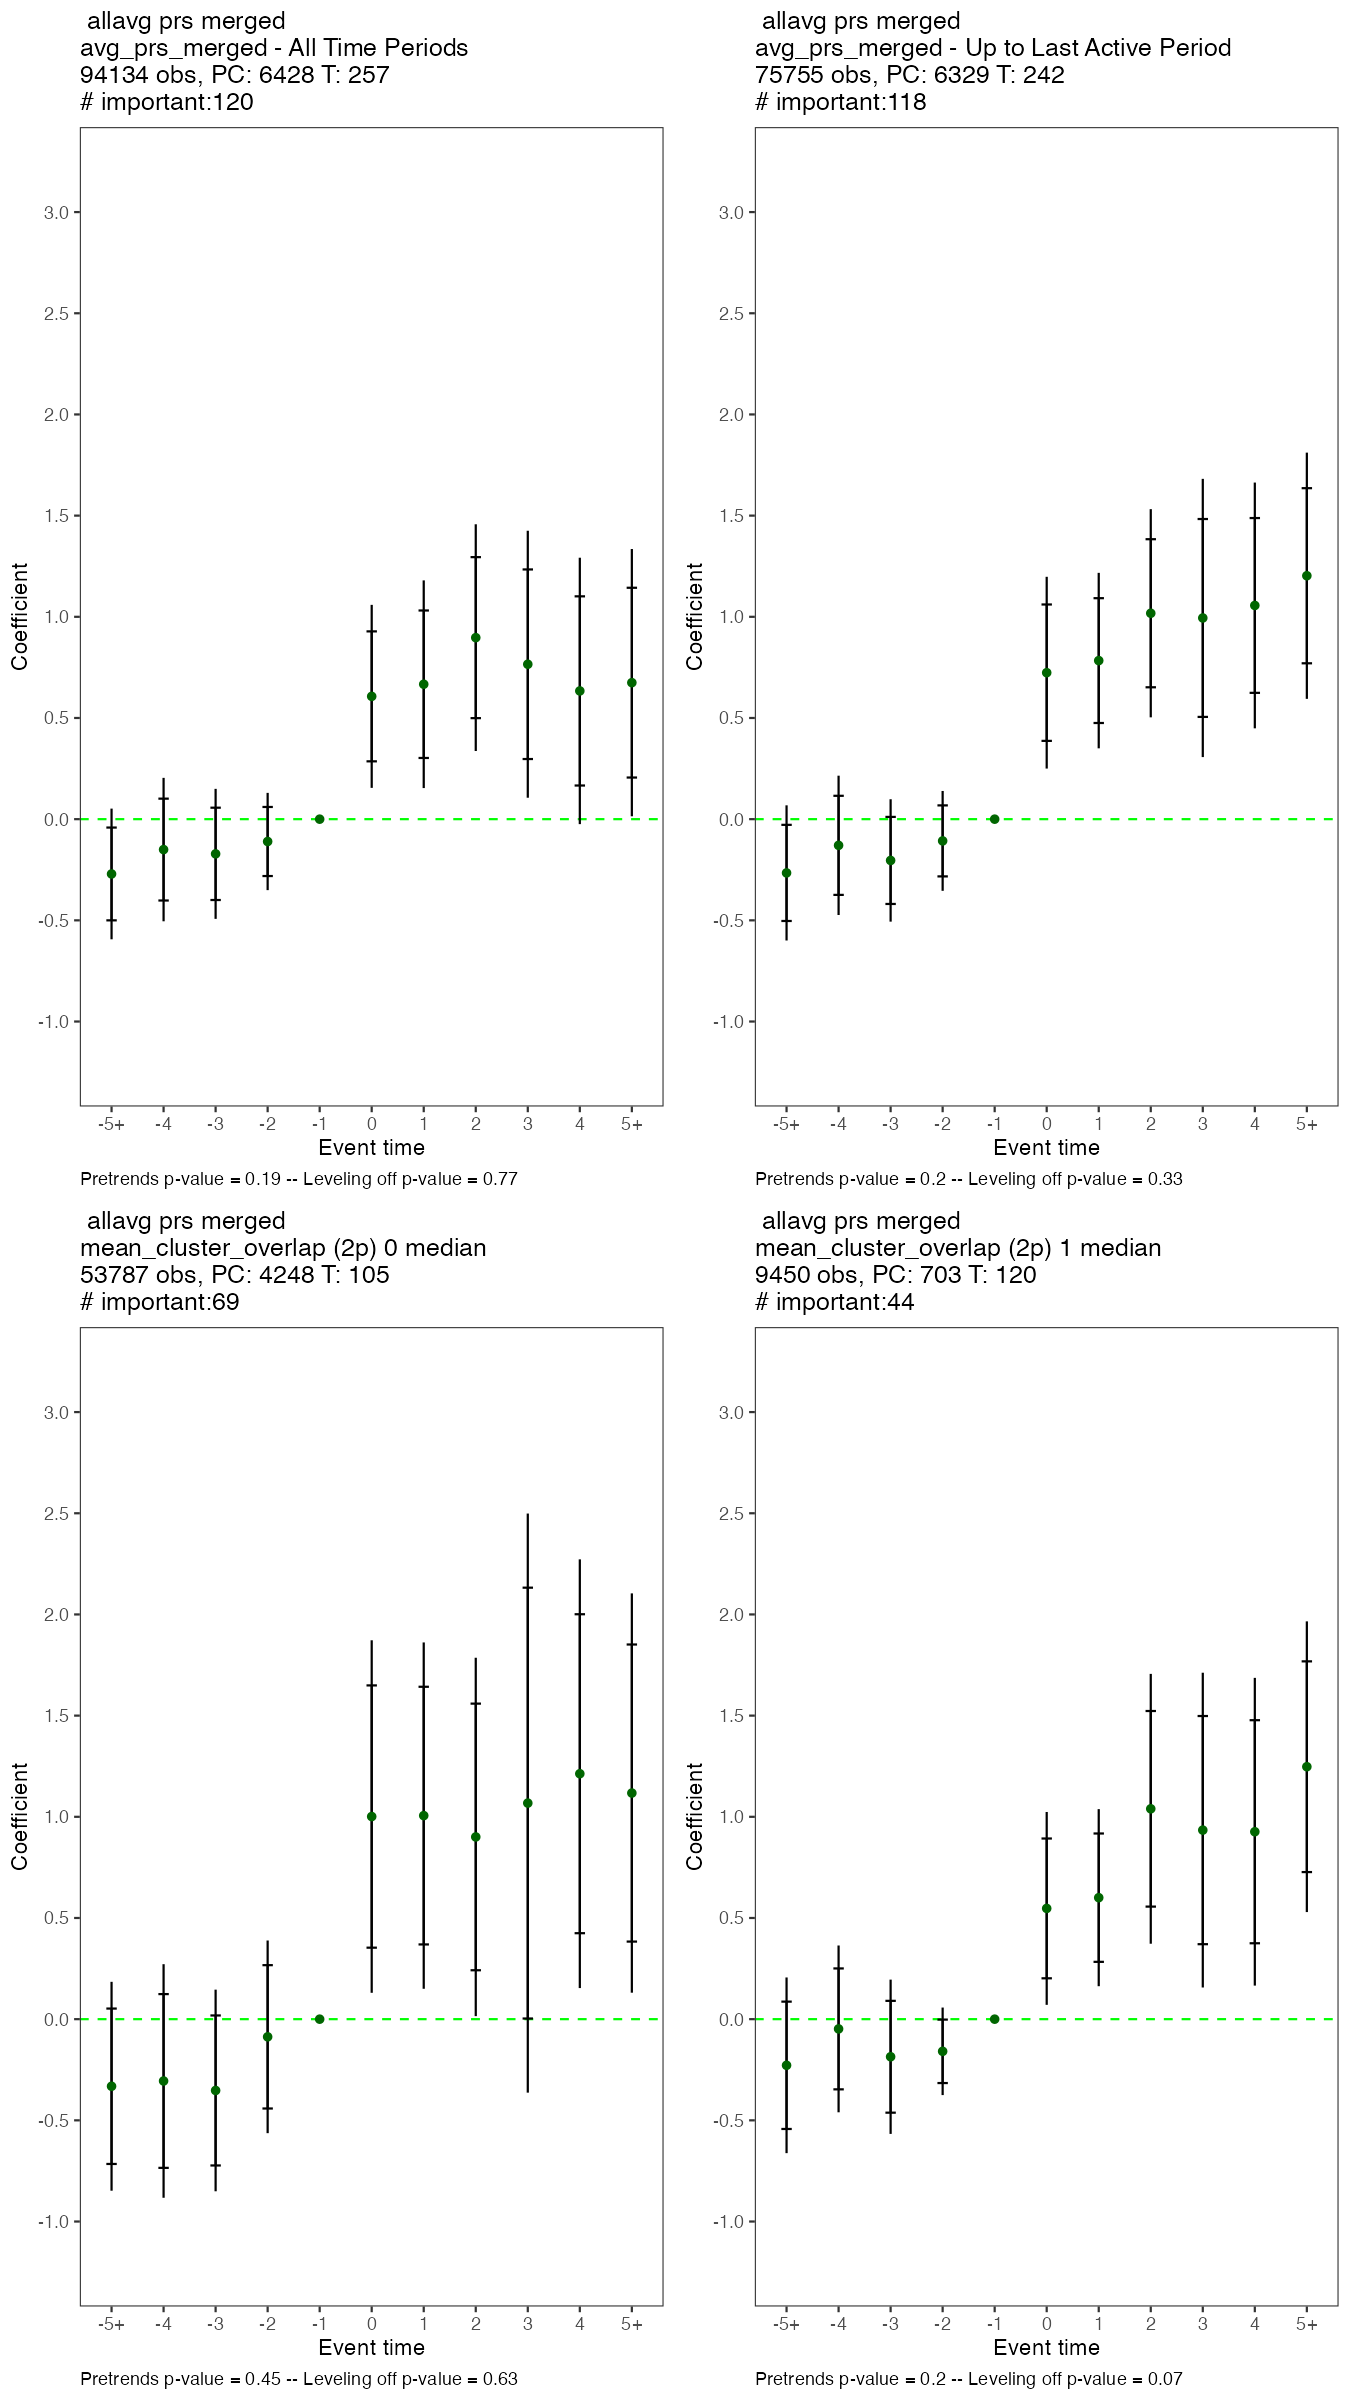 allavg prs merged
avg_prs_merged - All Time Periods
94134 obs, PC: 6428 T: 257
# important:120
3.0
2.5
2.0
1.5
1.0
0.5
0.0
-0.5
-1.0
Coefficient
-5+ -4 -3 -2 -1 0 1 2 3 4 5+
Event time
Pretrends p-value = 0.19 -- Leveling off p-value = 0.77
allavg prs merged
avg_prs_merged - Up to Last Active Period
75755 obs, PC: 6329 T: 242
# important:118
3.0
2.5
2.0
1.5
1.0
0.5
0.0
-0.5
-1.0
Coefficient
-5+ -4 -3 -2 -1 0 1 2 3 4 5+
Event time
Pretrends p-value = 0.2 -- Leveling off p-value = 0.33
allavg prs merged
mean_cluster_overlap (2p) 0 median
53787 obs, PC: 4248 T: 105
# important:69
3.0
2.5
2.0
1.5
1.0
0.5
0.0
-0.5
-1.0
Coefficient
-5+ -4 -3 -2 -1 0 1 2 3 4 5+
Event time
Pretrends p-value = 0.45 -- Leveling off p-value = 0.63
allavg prs merged
mean_cluster_overlap (2p) 1 median
9450 obs, PC: 703 T: 120
# important:44
3.0
2.5
2.0
1.5
1.0
0.5
0.0
-0.5
-1.0
Coefficient
-5+ -4 -3 -2 -1 0 1 2 3 4 5+
Event time
Pretrends p-value = 0.2 -- Leveling off p-value = 0.07